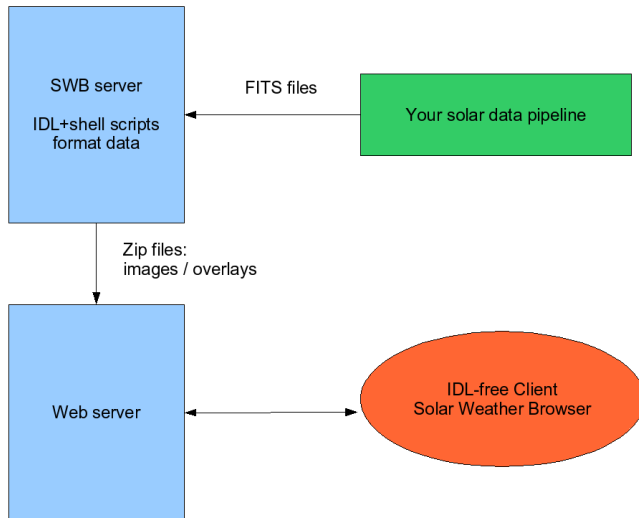 SWB server
IDL+shell scripts
format data
FITS files
Your solar data pipeline
Zip files:
images / overlays
Web server
IDL-free Client
Solar Weather Browser